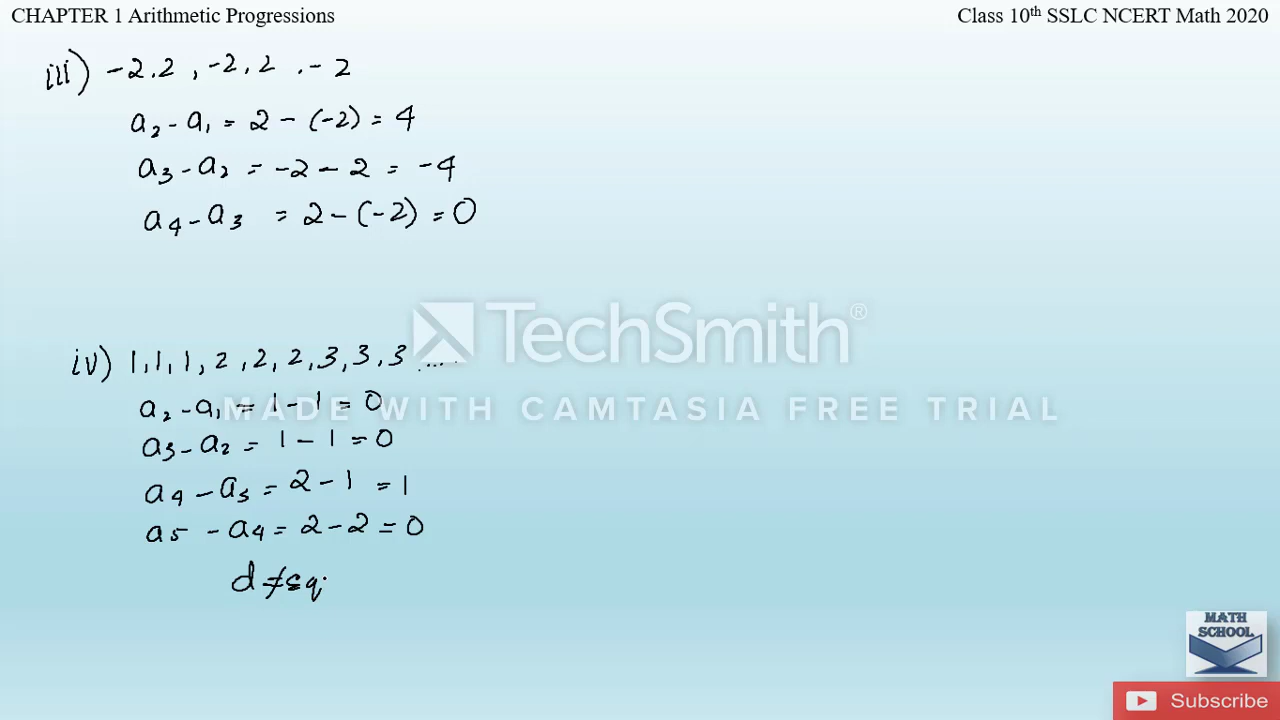 CHAPTER 1 Arithmetic Progressions
Class 10th SSLC NCERT Math 2020
iii) -2.2 , -2, 2 . - 2
a2 - a1 = 2 - (-2) = 4
a3 - a2 = -2 - 2 = -4
a4 - a3 = 2 - (-2) = 0
TechSmith®
iv) 1, 1, 1, 2, 2, 2, 3, 3, 3 ....
MADE WITH CAMTASIA FREE TRIAL
a2 - a1 = 1 - 1 = 0
a3 - a2 = 1 - 1 = 0
a4 - a3 = 2 - 1 = 1
a5 - a4 = 2 - 2 = 0
d ≠
MATH
SCHOOL
Subscribe